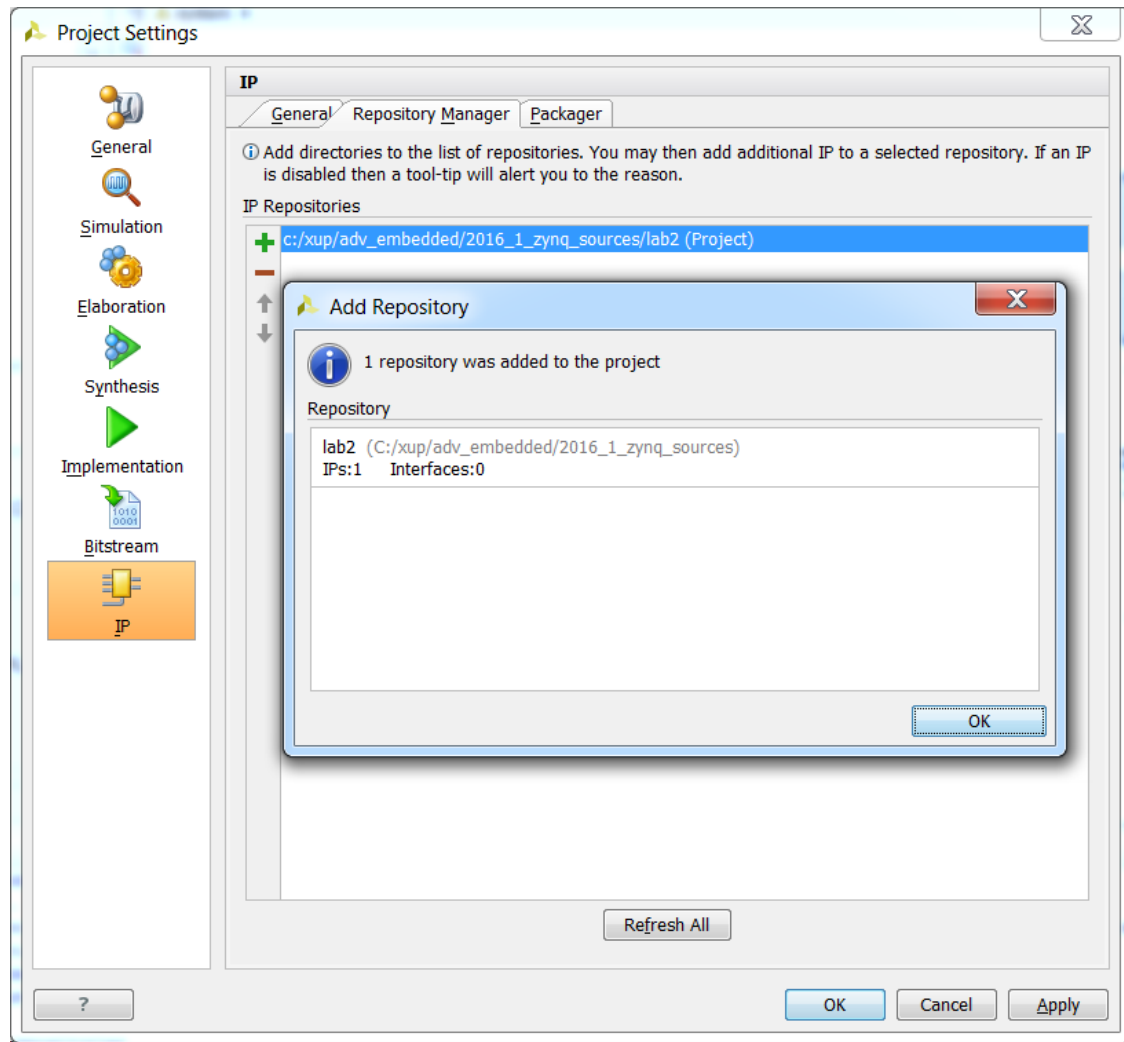 Project Settings
General
Simulation
Elaboration
Synthesis
Implementation
1010
0001
Bitstream
IP
IP
General
Repository Manager
Packager
Add directories to the list of repositories. You may then add additional IP to a selected repository. If an IP
is disabled then a tool-tip will alert you to the reason.
IP Repositories
c:/xup/adv_embedded/2016_1_zynq_sources/lab2 (Project)
Add Repository
1 repository was added to the project
Repository
lab2 (C:/xup/adv_embedded/2016_1_zynq_sources)
IPs:1 Interfaces:0
OK
Refresh All
?
OK
Cancel
Apply